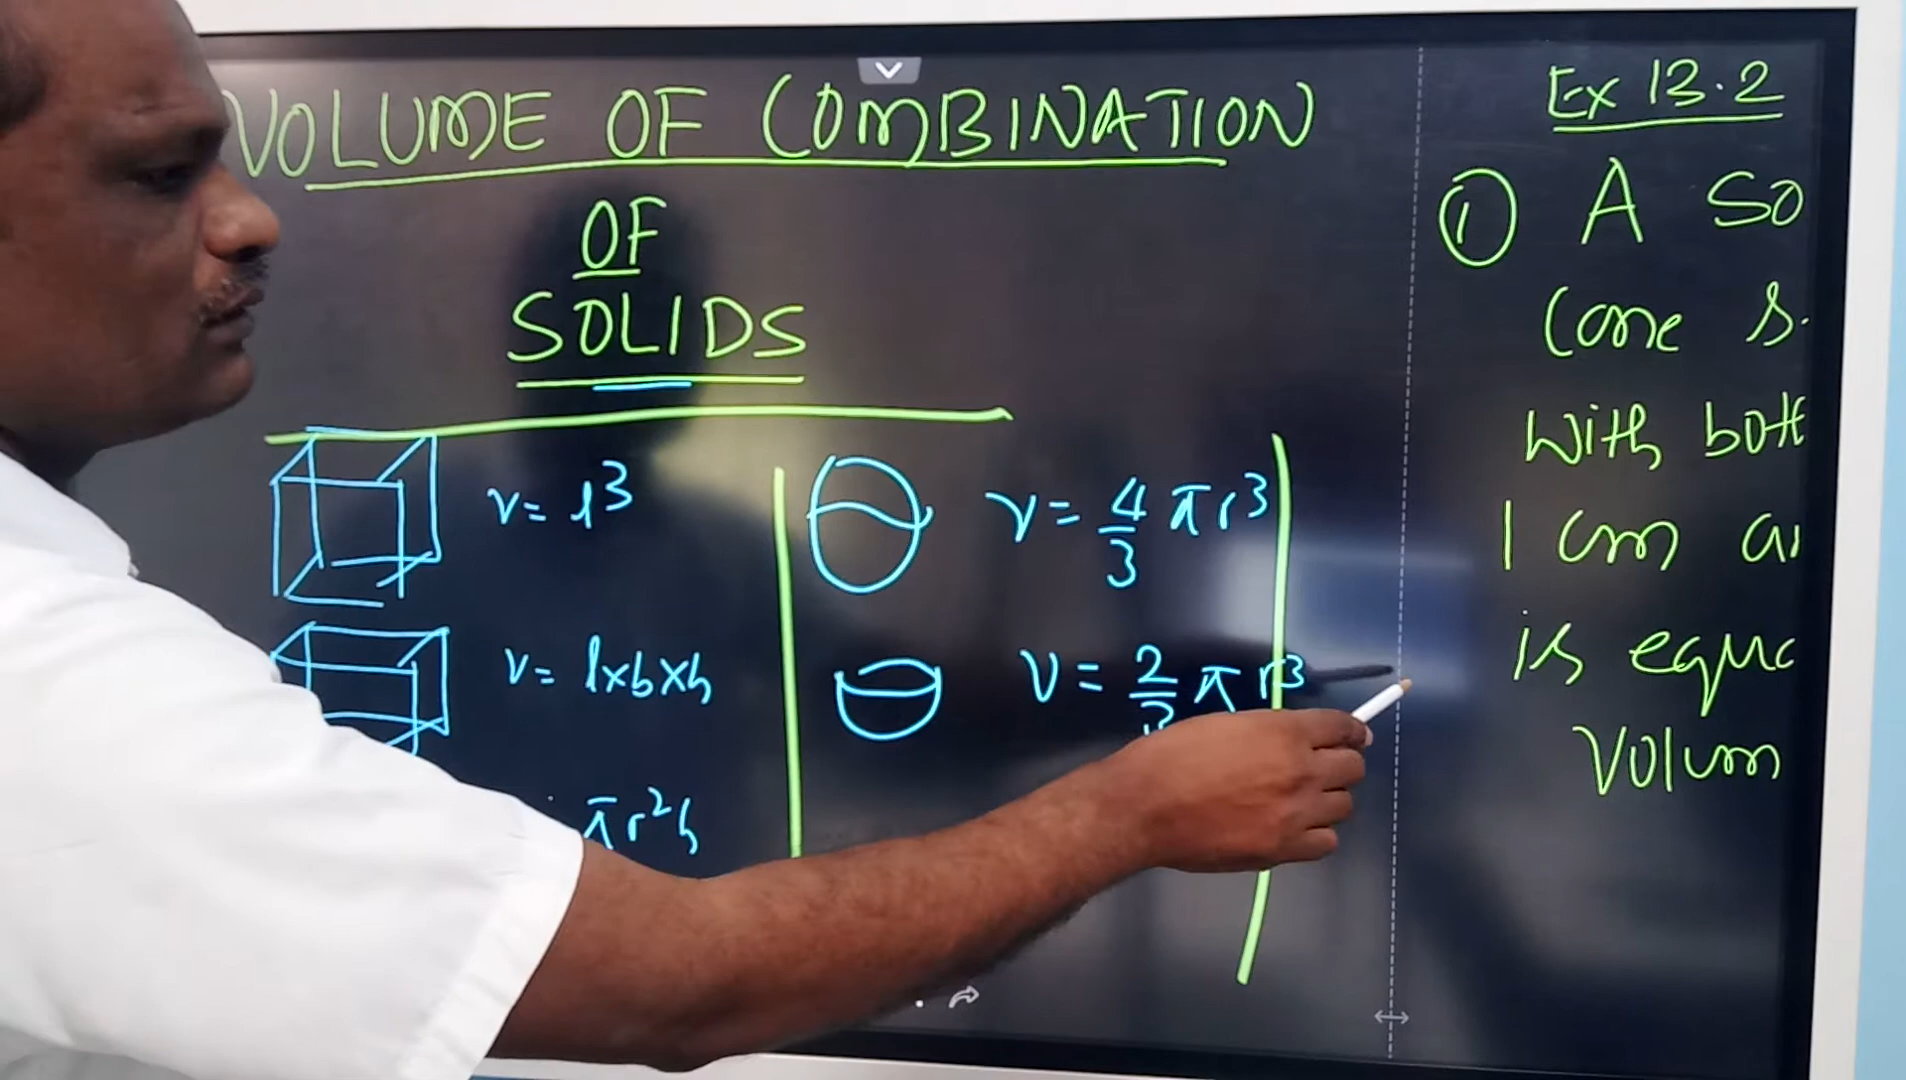 VOLUME OF COMBINATION
OF
SOLIDS
v = l³
v = l×b×h
πr²h
v = 4/3 πr³
v = 2/3 πr³
Ex 13.2
① A so
Cone s.
With bott
1 cm a
is equa
Volum